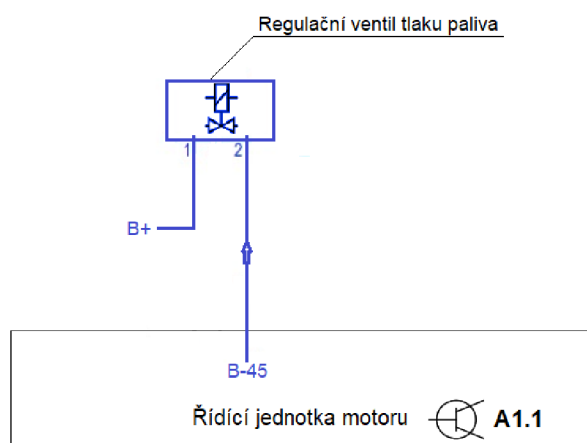 Regulační ventil tlaku paliva
1 2
B+
B-45
Řídící jednotka motoru A1.1